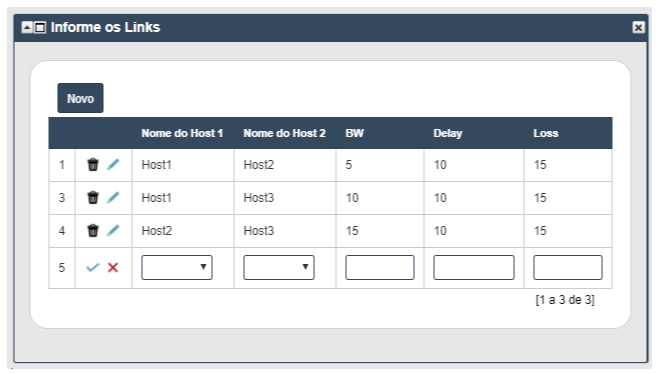 Informe os Links
Novo
Nome do Host 1 Nome do Host 2 BW Delay Loss
1 Host1 Host2 5 10 15
3 Host1 Host3 10 10 15
4 Host2 Host3 15 10 15
5
[1 a 3 de 3]